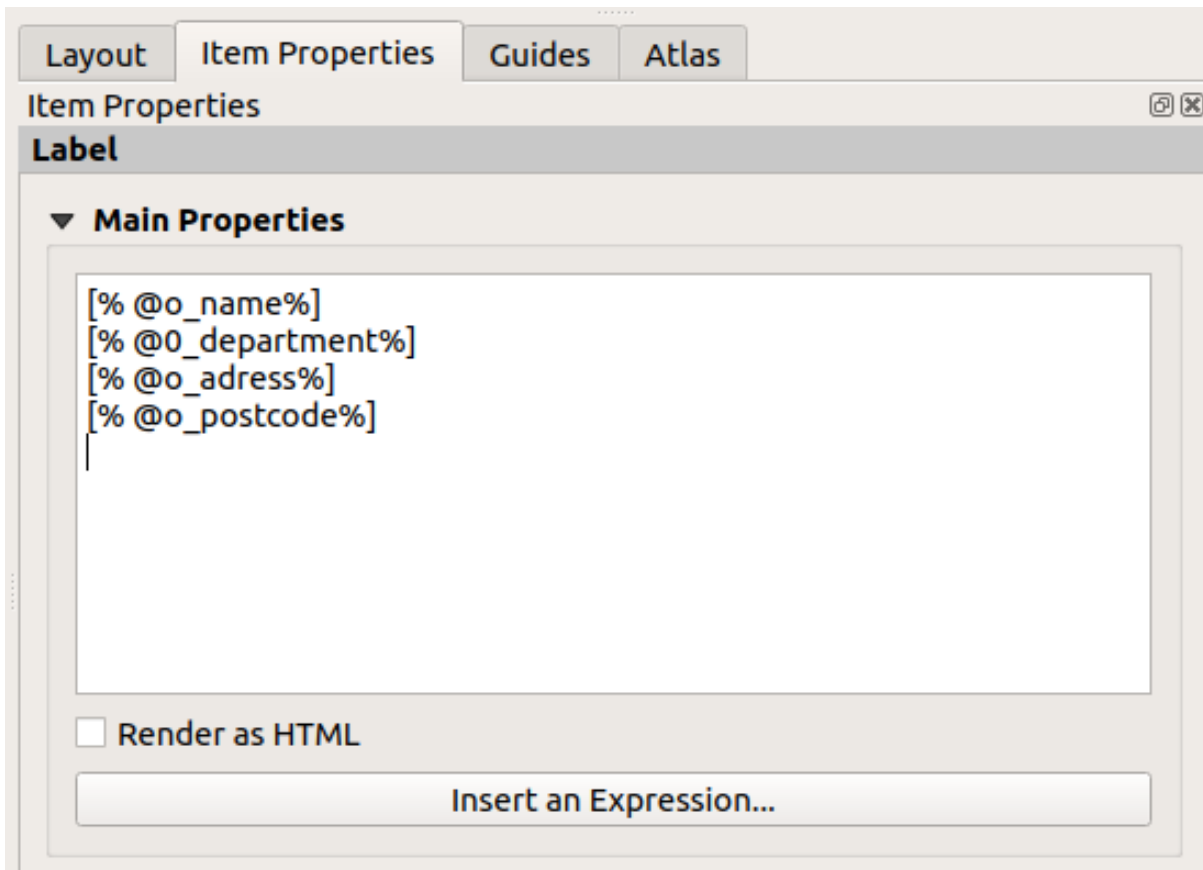 Layout Item Properties Guides Atlas
Item Properties
Label
Main Properties
[% @o_name%]
[% @0_department%]
[% @o_adress%]
[% @o_postcode%]
Render as HTML
Insert an Expression...